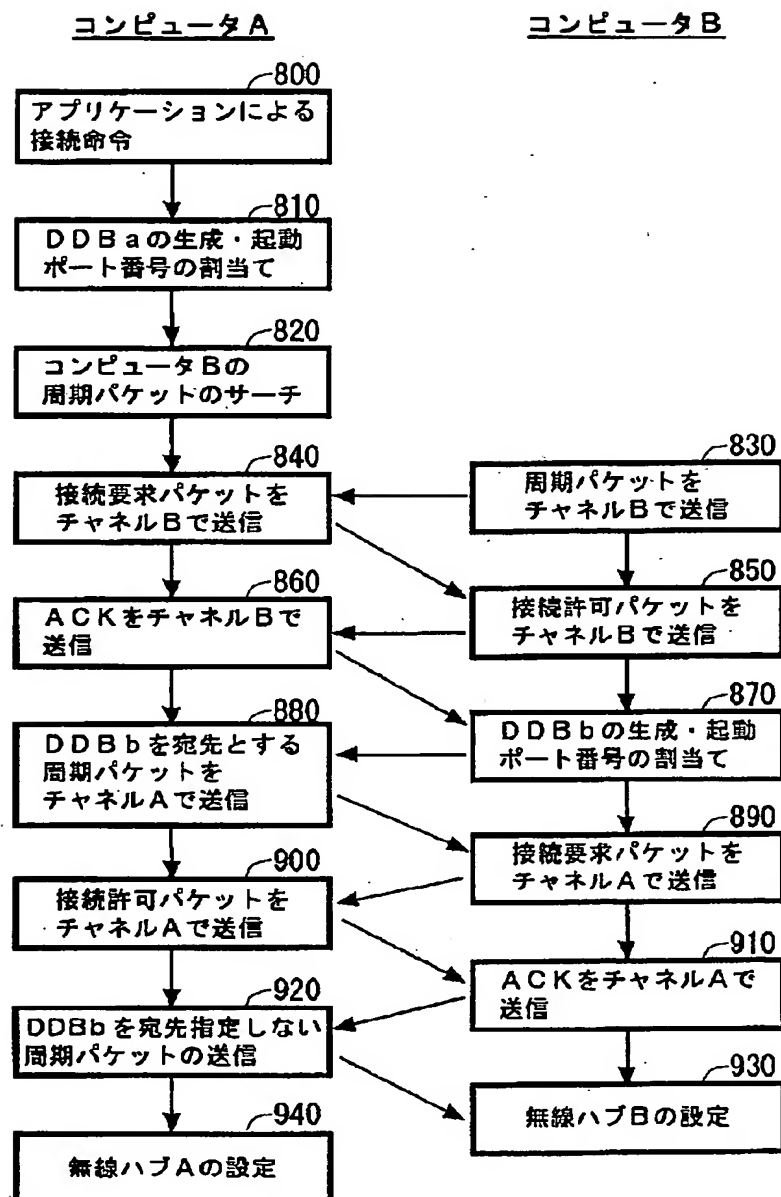 コンピュータA
コンピュータB
800
アプリケーションによる
接続命令
810
DDBaの生成・起動
ポート番号の割当て
820
コンピュータBの
周期パケットのサーチ
830
周期パケットを
チャネルBで送信
840
接続要求パケットを
チャネルBで送信
850
接続許可パケットを
チャネルBで送信
860
ACKをチャネルBで
送信
870
DDBbの生成・起動
ポート番号の割当て
880
DDBbを宛先とする
周期パケットを
チャネルAで送信
890
接続要求パケットを
チャネルAで送信
900
接続許可パケットを
チャネルAで送信
910
ACKをチャネルAで
送信
920
DDBbを宛先指定しない
周期パケットの送信
930
無線ハブBの設定
940
無線ハブAの設定